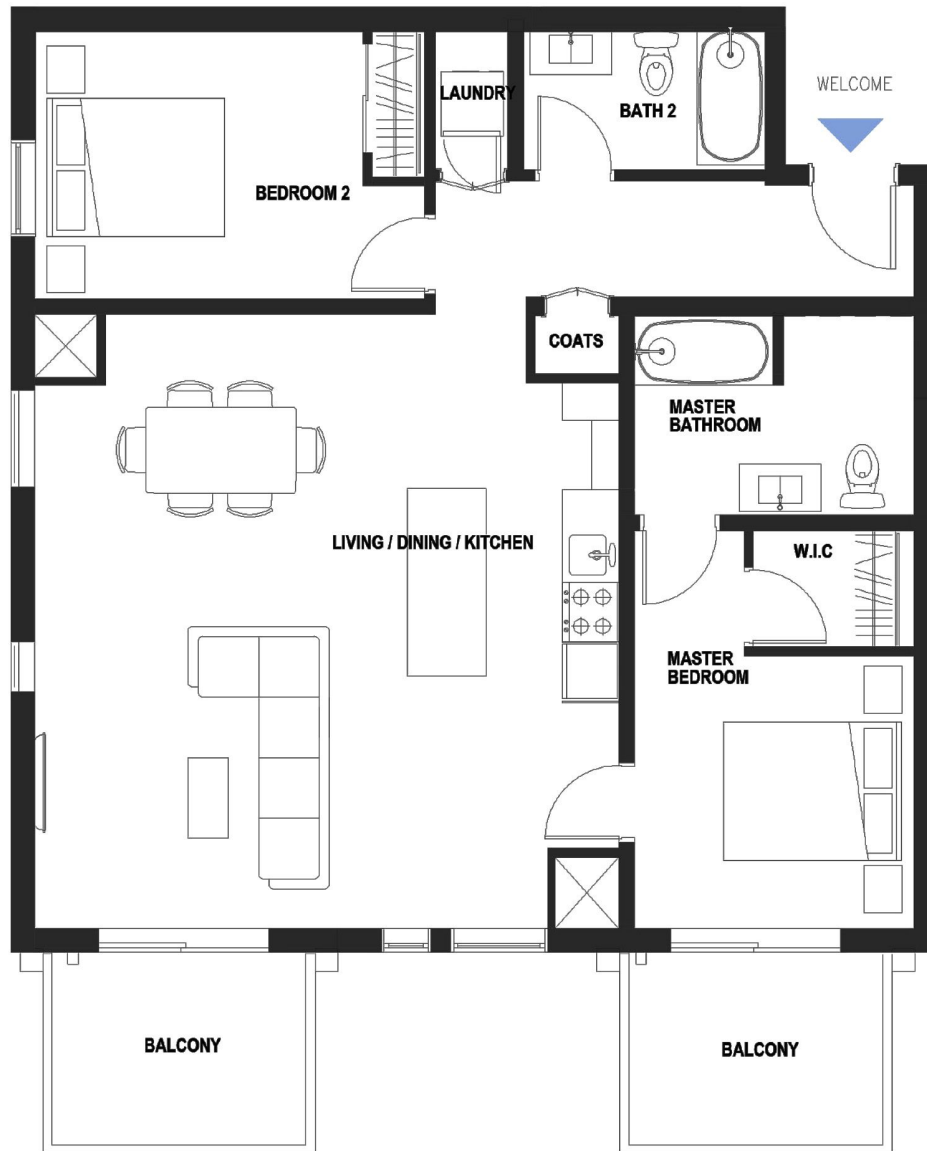 WELCOME
LAUNDRY
BATH 2
BEDROOM 2
COATS
MASTER
BATHROOM
LIVING / DINING / KITCHEN
W.I.C
MASTER
BEDROOM
BALCONY
BALCONY